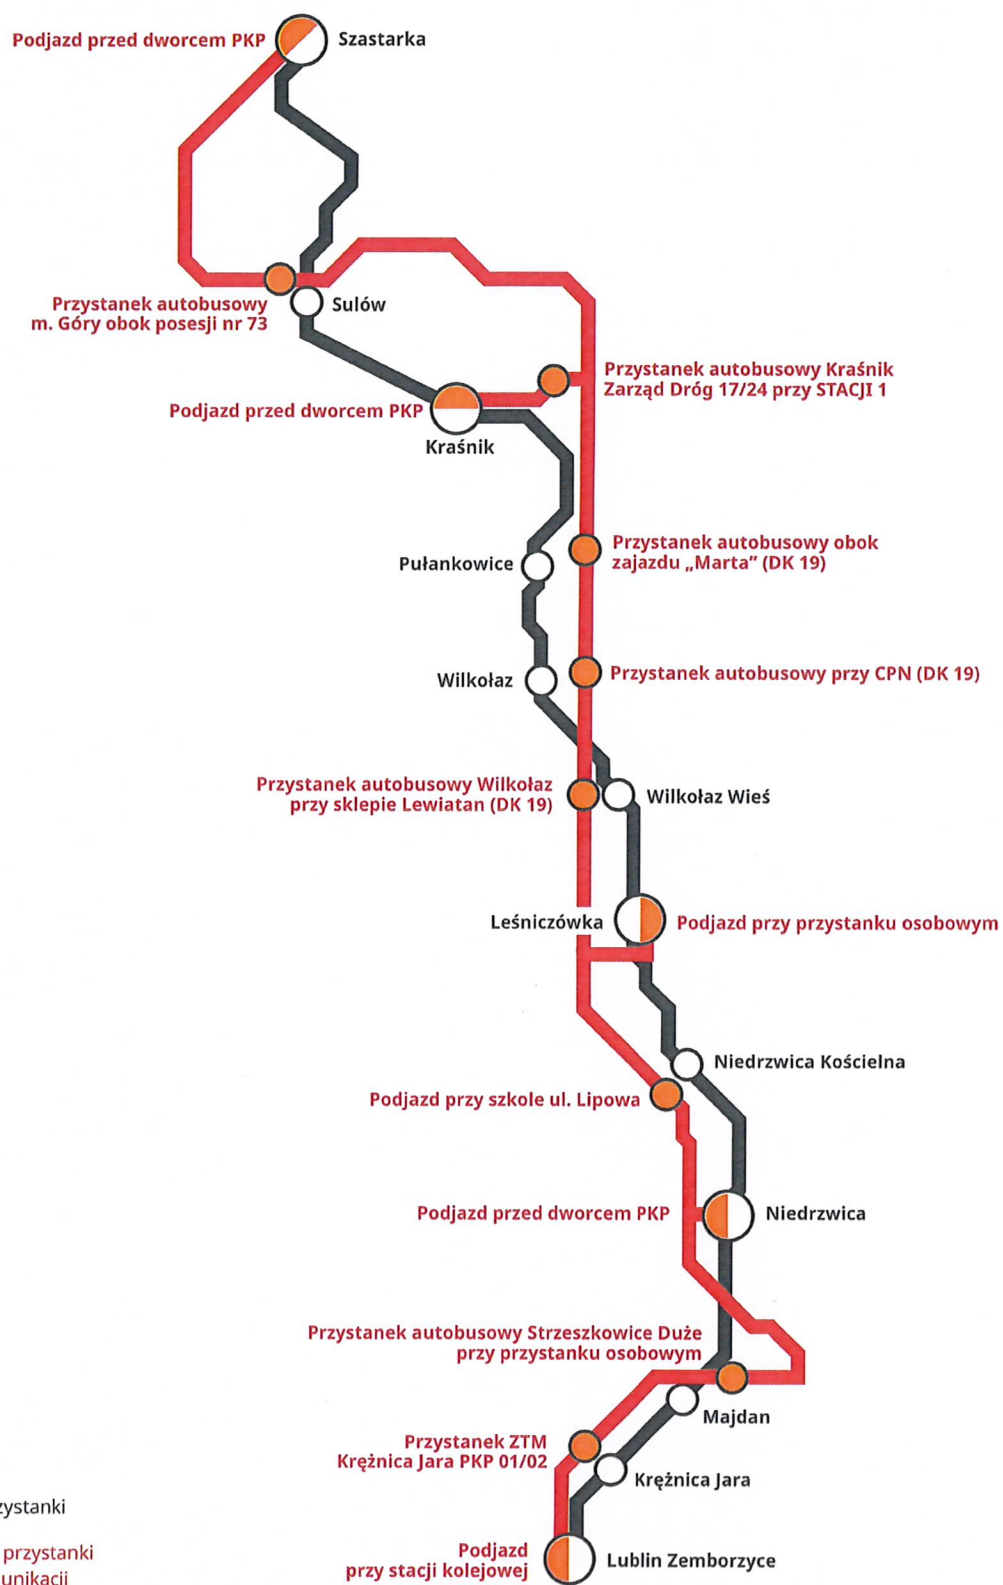 Podjazd przed dworcem PKP
Szastarka
Przystanek autobusowy
m. Góry obok posesji nr 73
Sulów
Przystanek autobusowy Kraśnik
Zarząd Dróg 17/24 przy STACJI 1
Podjazd przed dworcem PKP
Kraśnik
Przystanek autobusowy obok
zajazdu „Marta” (DK 19)
Pułankowice
Wilkołaz
Przystanek autobusowy przy CPN (DK 19)
Przystanek autobusowy Wilkołaz
przy sklepie Lewiatan (DK 19)
Wilkołaz Wieś
Leśniczówka
Podjazd przy przystanku osobowym
Niedrzwica Kościelna
Podjazd przy szkole ul. Lipowa
Podjazd przed dworcem PKP
Niedrzwica
Przystanek autobusowy Strzeszkowice Duże
przy przystanku osobowym
Majdan
Przystanek ZTM
Krężnica Jara PKP 01/02
Krężnica Jara
zystanki
przystanki
unikacji
Podjazd
przy stacji kolejowej
Lublin Zemborzyce